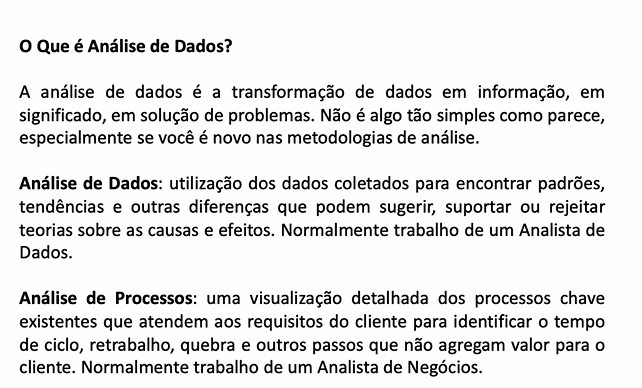 O Que é Análise de Dados?
A análise de dados é a transformação de dados em informação, em
significado, em solução de problemas. Não é algo tão simples como parece,
especialmente se você é novo nas metodologias de análise.
Análise de Dados: utilização dos dados coletados para encontrar padrões,
tendências e outras diferenças que podem sugerir, suportar ou rejeitar
teorias sobre as causas e efeitos. Normalmente trabalho de um Analista de
Dados.
Análise de Processos: uma visualização detalhada dos processos chave
existentes que atendem aos requisitos do cliente para identificar o tempo
de ciclo, retrabalho, quebra e outros passos que não agregam valor para o
cliente. Normalmente trabalho de um Analista de Negócios.